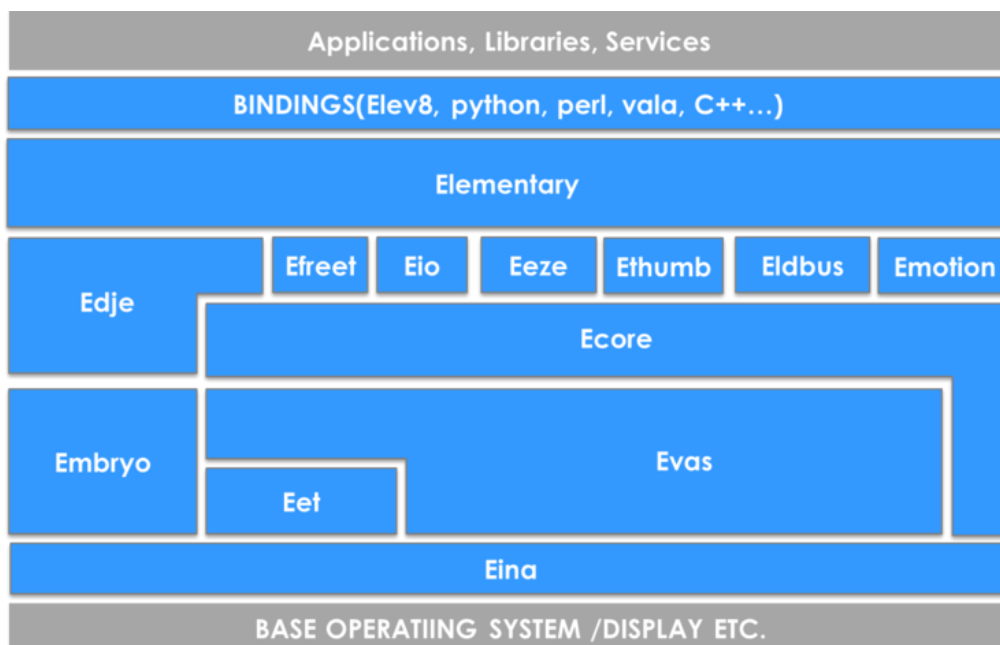 Applications, Libraries, Services
BINDINGS(Elev8, python, perl, vala, C++...)
Elementary
Efreet
Eio
Eeze
Ethumb
Eldbus
Emotion
Edje
Ecore
Embryo
Evas
Eet
Eina
BASE OPERATIING SYSTEM /DISPLAY ETC.